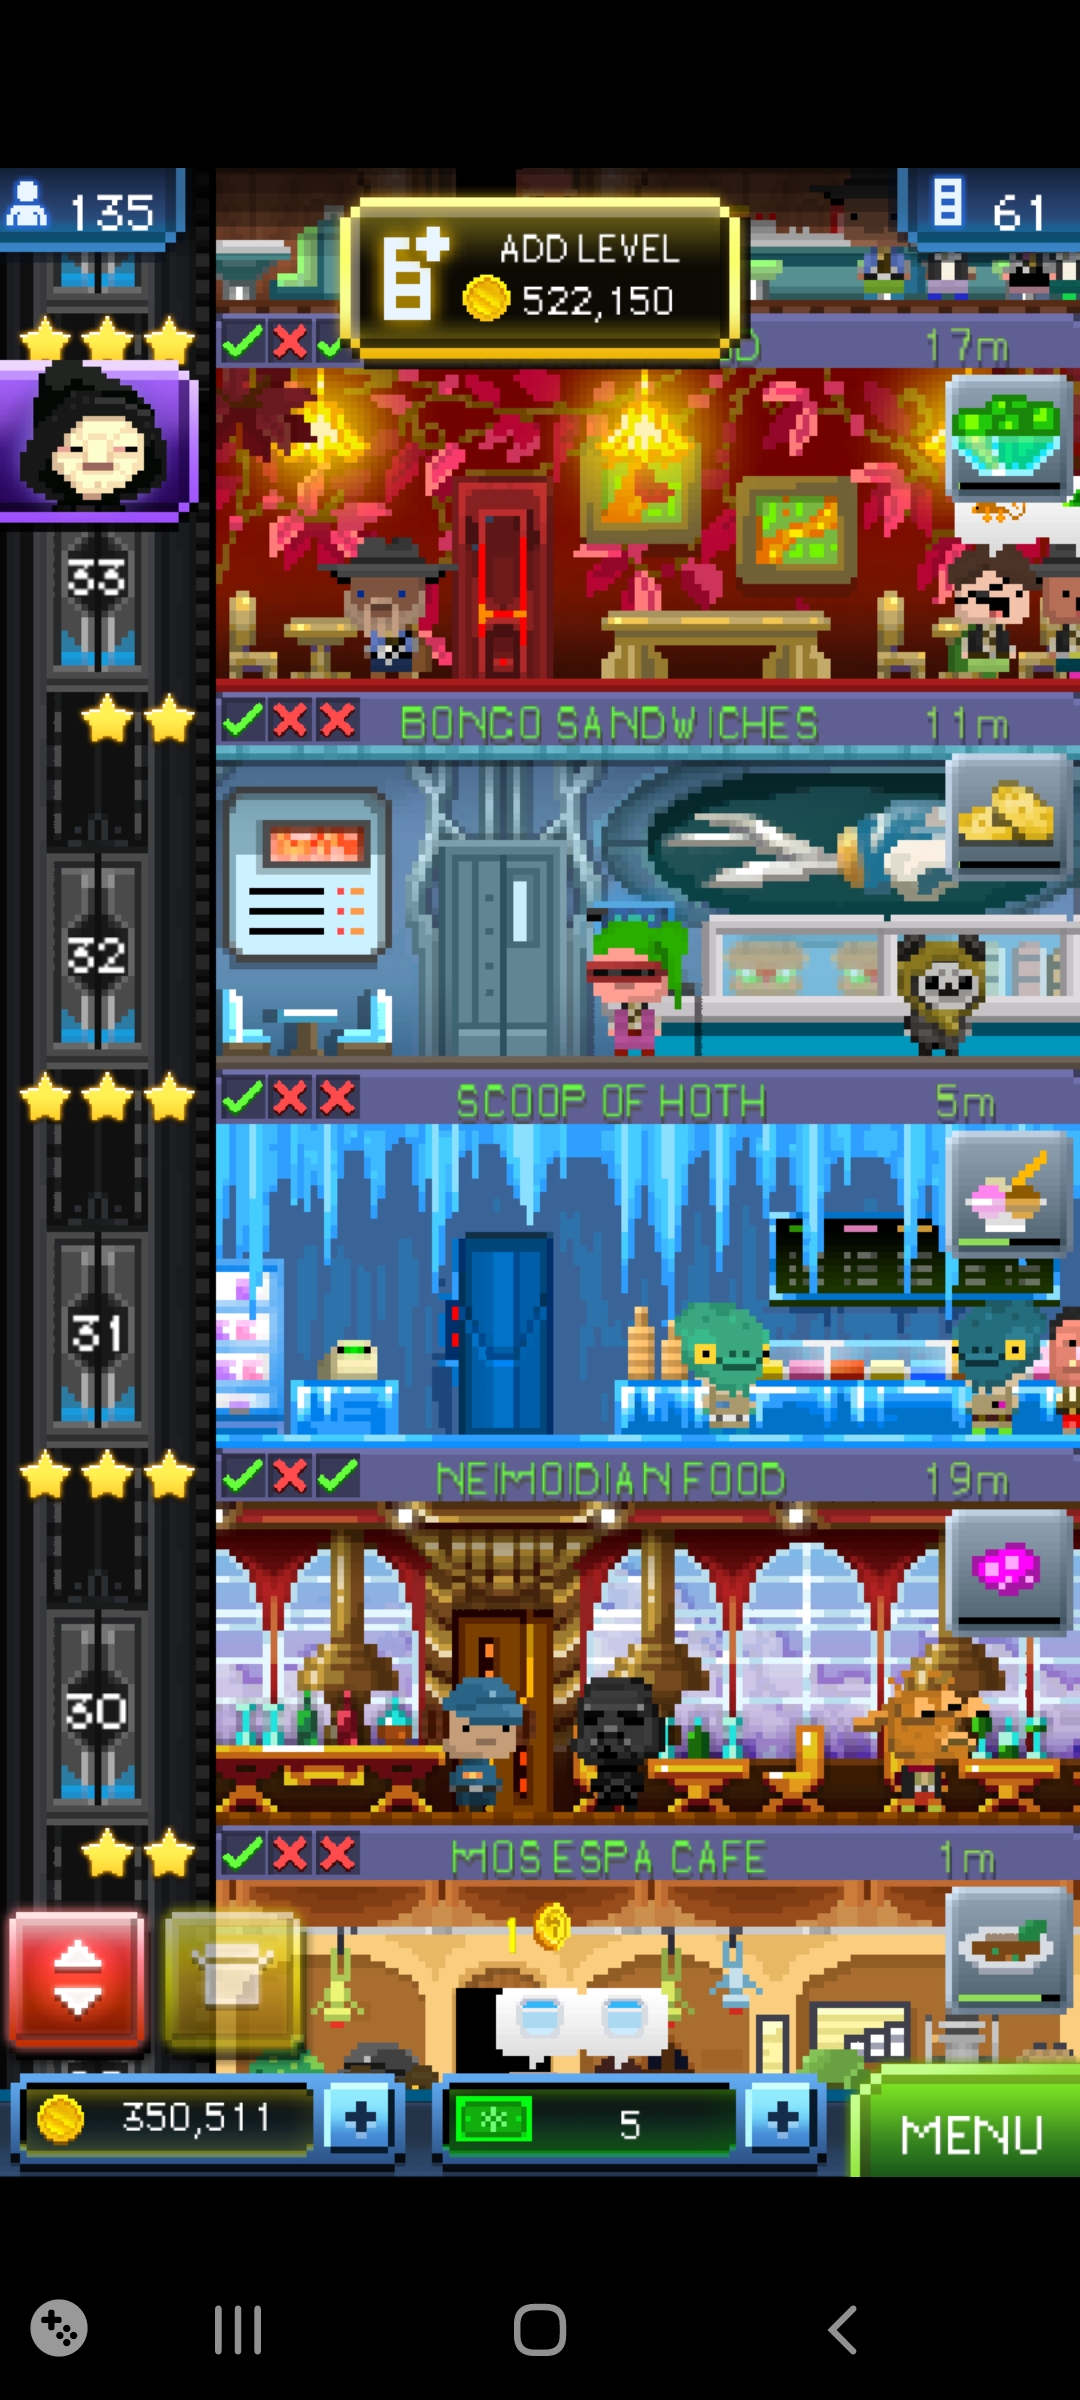 135
61
ADD LEVEL
522,150
17m
33
BONGO SANDWICHES 11m
32
SCOOP OF HOTH 5m
31
NEIMOIDIAN FOOD 19m
30
MOS ESPA CAFE 1m
1
350,511
5
MENU